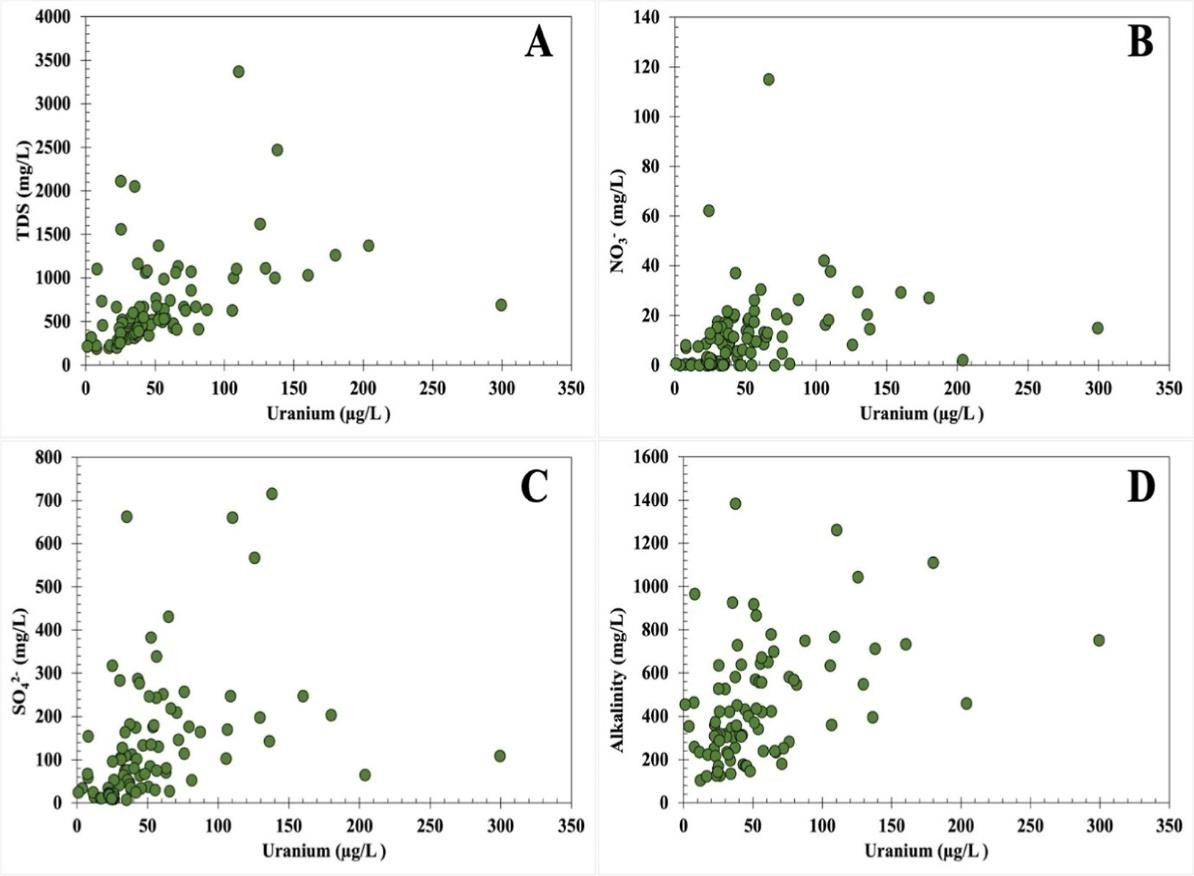 A
TDS (mg/L)
4000
3500
3000
2500
2000
1500
1000
500
0
0 50 100 150 200 250 300 350
Uranium (µg/L )
B
NO₃⁻ (mg/L)
140
120
100
80
60
40
20
0
0 50 100 150 200 250 300 350
Uranium (µg/L )
C
SO₄²⁻ (mg/L)
800
700
600
500
400
300
200
100
0
0 50 100 150 200 250 300 350
Uranium (µg/L )
D
Alkalinity (mg/L)
1600
1400
1200
1000
800
600
400
200
0
0 50 100 150 200 250 300 350
Uranium (µg/L )